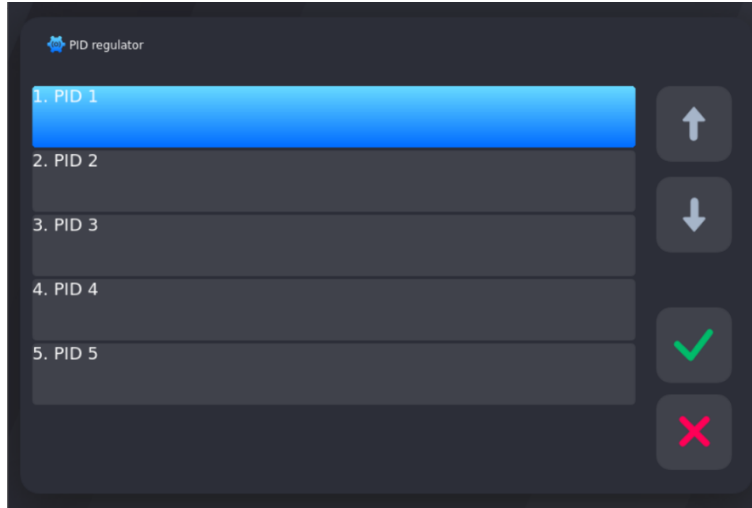 PID regulator
1. PID 1
2. PID 2
3. PID 3
4. PID 4
5. PID 5